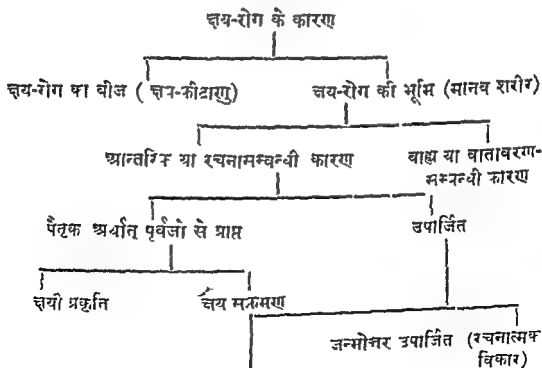 क्षय-रोग के कारण
क्षय-रोग का बीज ( क्षय-कीटाणु) क्षय-रोग की भूमि (मानव शरीर)
आन्तरिक या रचनासम्बन्धी कारण
बाह्य या वातावरण-
सम्बन्धी कारण
पैतृक अर्थात् पूर्वजो से प्राप्त
उपार्जित
क्षयी प्रकृति
क्षय सक्रमण
जन्मोत्तर उपार्जित (रचनात्मक
विकार)